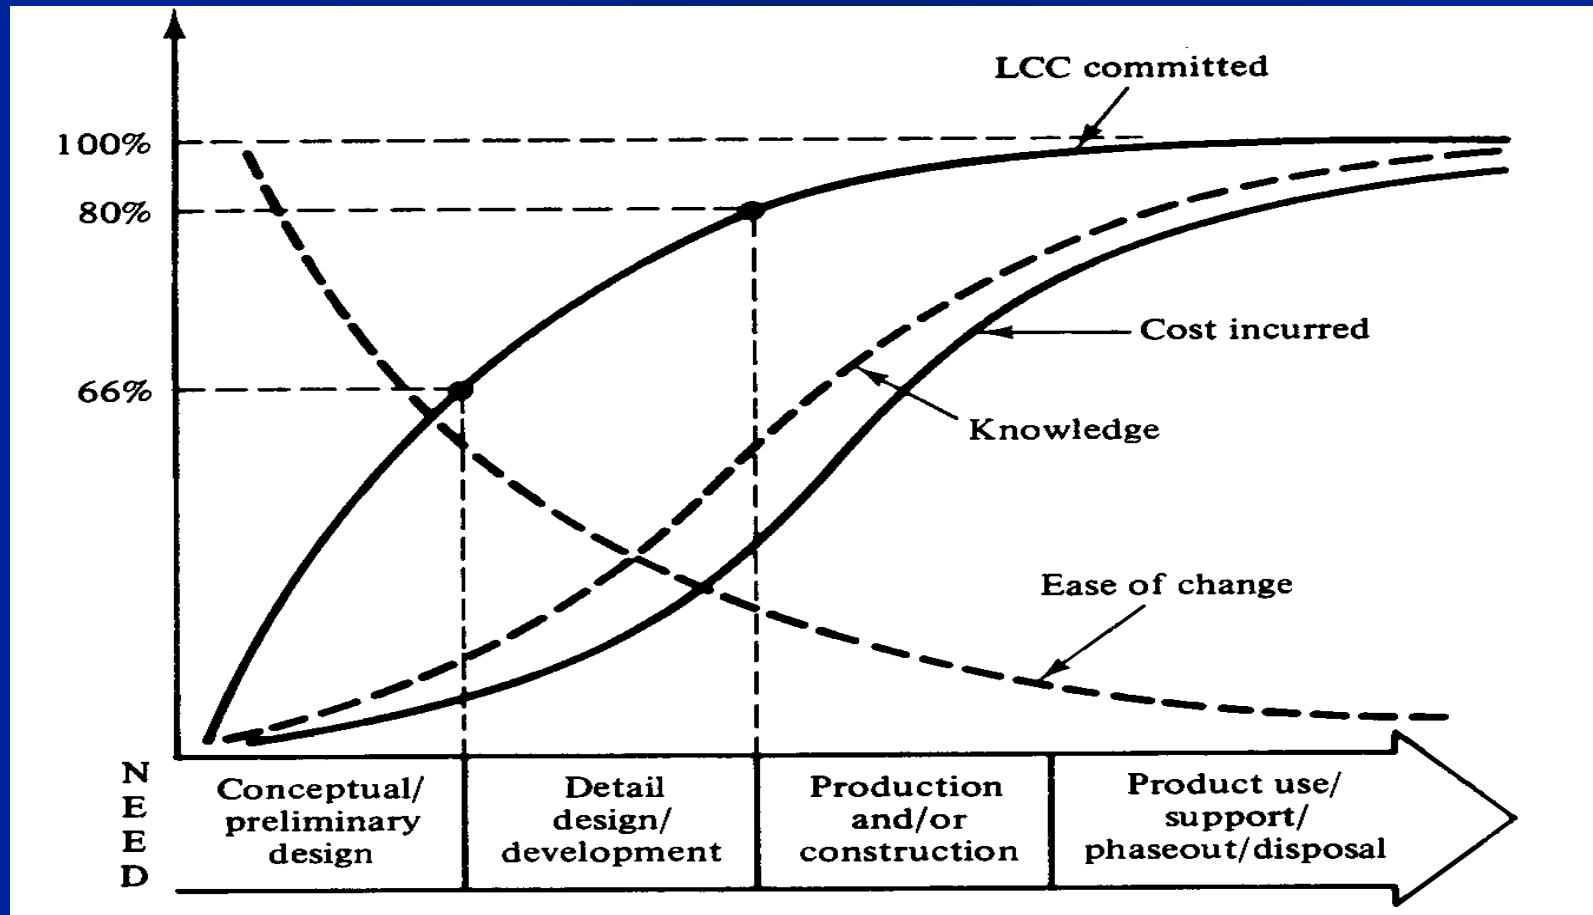 LCC committed
100%
80%
66%
Cost incurred
Knowledge
Ease of change
N
E
E
D
Conceptual/
preliminary
design
Detail
design/
development
Production
and/or
construction
Product use/
support/
phaseout/disposal